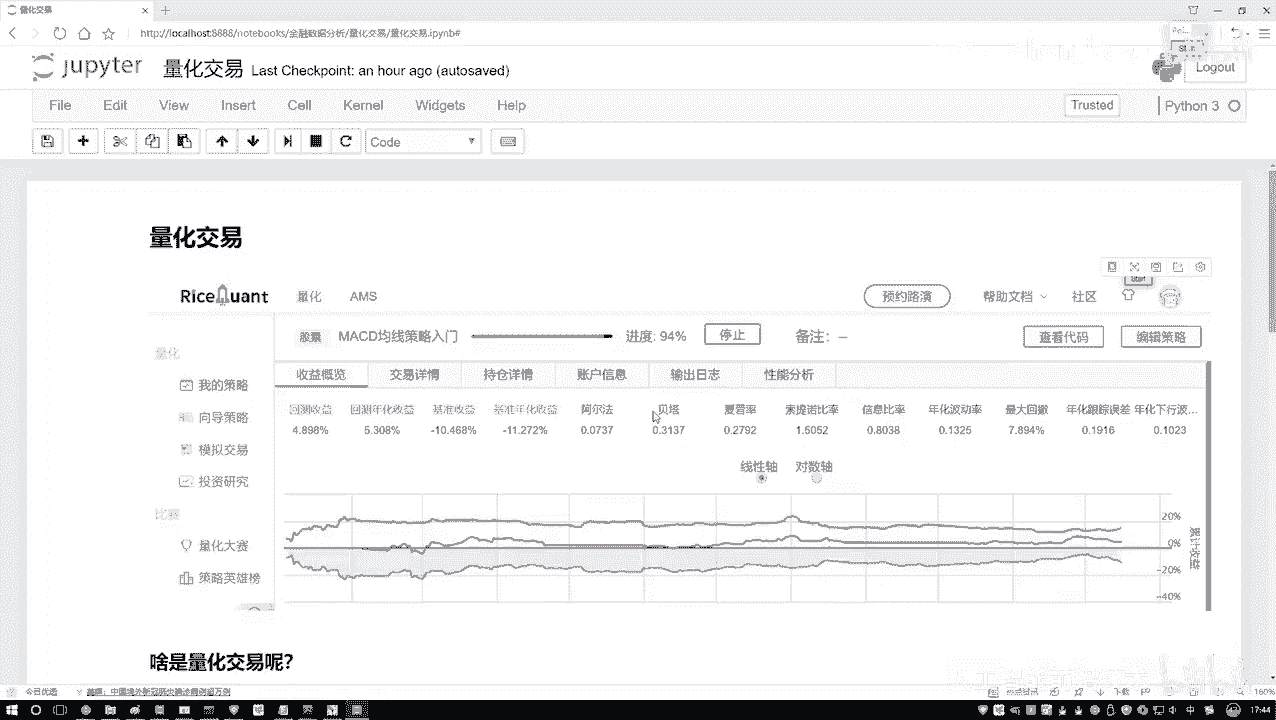 量化交易
http://localhost:8888/notebooks/金融数据分析/量化交易/量化交易.ipynb#
jupyter 量化交易 Last Checkpoint: an hour ago (autosaved)
Logout
File Edit View Insert Cell Kernel Widgets Help
Trusted Python 3
Code
量化交易
RiceQuant 量化 AMS 预约路演 帮助文档 社区
股票 MACD均线策略入门 进度: 94% 停止 备注: -- 查看代码 编辑策略
量化
我的策略
向导策略
模拟交易
投资研究
比赛
量化大赛
策略英雄榜
收益概览 交易详情 持仓详情 账户信息 输出日志 性能分析
回测收益 回测年化收益 基准收益 基准年化收益 阿尔法 贝塔 夏普率 索提诺比率 信息比率 年化波动率 最大回撤 年化跟踪误差 年化下行波...
4.898% 5.308% -10.468% -11.272% 0.0737 0.3137 0.2792 1.5052 0.8038 0.1325 7.894% 0.1916 0.1023
线性轴 对数轴
20%
0%
-20%
-40%
累计收益
啥是量化交易呢?
今日优选
下载
160%
中
17:44